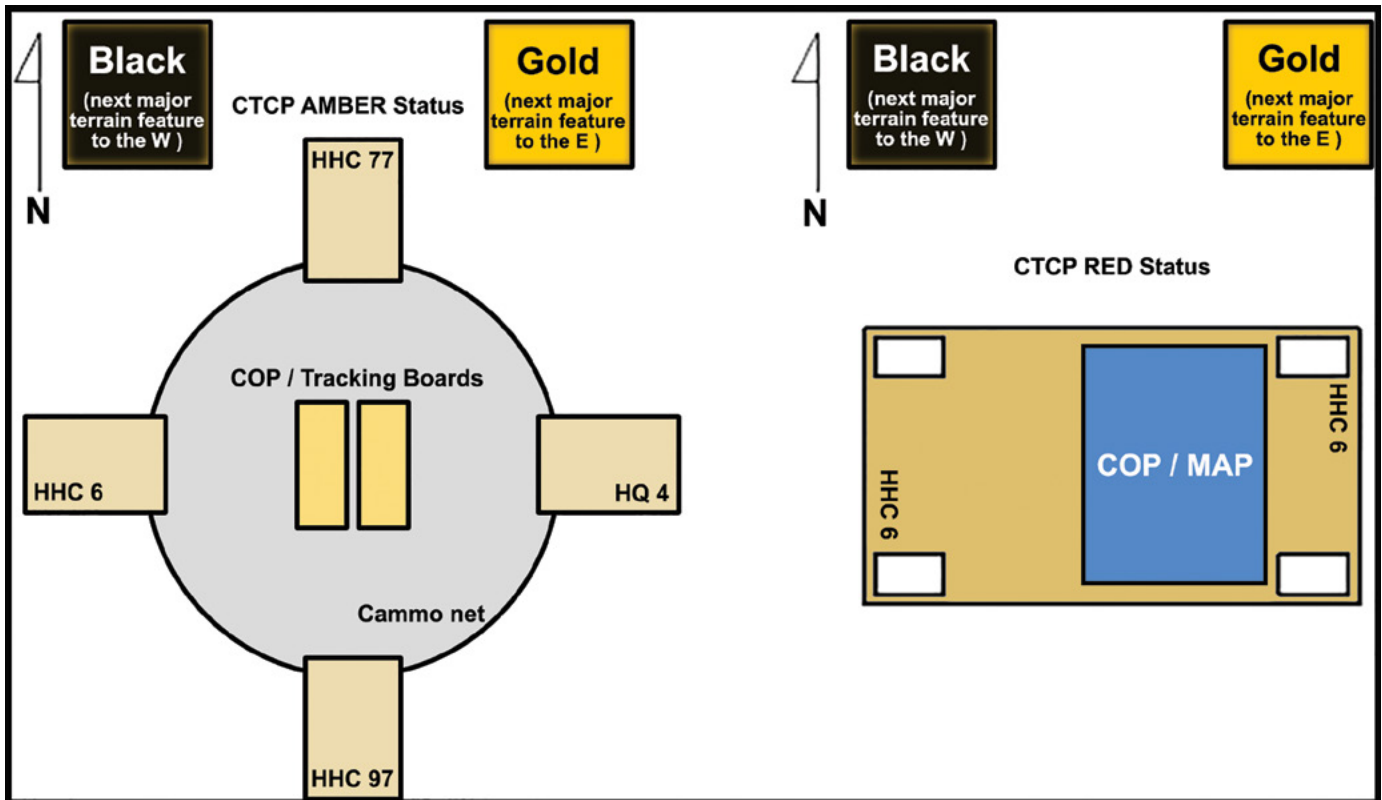 Black
(next major
terrain feature
to the W )
CTCP AMBER Status
Gold
(next major
terrain feature
to the E )
N
HHC 77
COP / Tracking Boards
HHC 6
HQ 4
Cammo net
HHC 97
Black
(next major
terrain feature
to the W )
Gold
(next major
terrain feature
to the E )
N
CTCP RED Status
HHC 6
COP / MAP
HHC 6